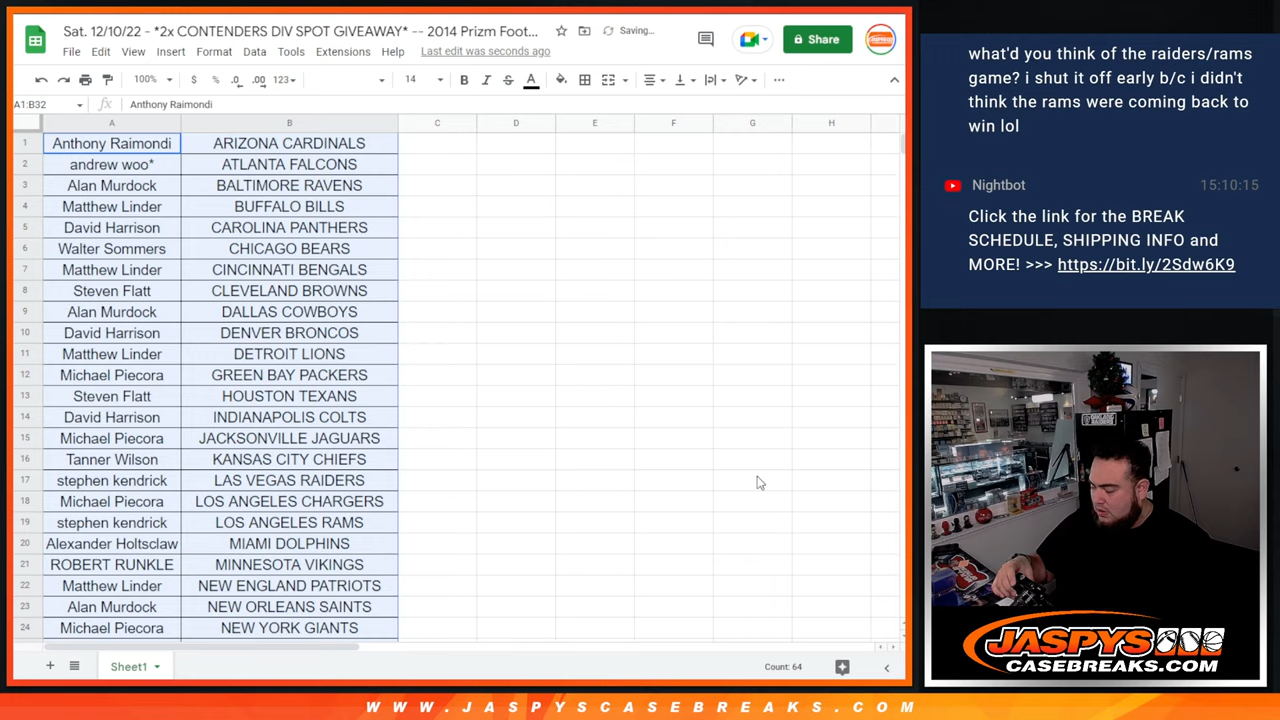 Sat. 12/10/22 - *2x CONTENDERS DIV SPOT GIVEAWAY* -- 2014 Prizm Foot...
Saving...
Share
File Edit View Insert Format Data Tools Extensions Help Last edit was seconds ago
100% $ % .0 .00 123 14 B I S A
A1:B32 fx Anthony Raimondi
A B C D E F G H
1 Anthony Raimondi ARIZONA CARDINALS
2 andrew woo* ATLANTA FALCONS
3 Alan Murdock BALTIMORE RAVENS
4 Matthew Linder BUFFALO BILLS
5 David Harrison CAROLINA PANTHERS
6 Walter Sommers CHICAGO BEARS
7 Matthew Linder CINCINNATI BENGALS
8 Steven Flatt CLEVELAND BROWNS
9 Alan Murdock DALLAS COWBOYS
10 David Harrison DENVER BRONCOS
11 Matthew Linder DETROIT LIONS
12 Michael Piecora GREEN BAY PACKERS
13 Steven Flatt HOUSTON TEXANS
14 David Harrison INDIANAPOLIS COLTS
15 Michael Piecora JACKSONVILLE JAGUARS
16 Tanner Wilson KANSAS CITY CHIEFS
17 stephen kendrick LAS VEGAS RAIDERS
18 Michael Piecora LOS ANGELES CHARGERS
19 stephen kendrick LOS ANGELES RAMS
20 Alexander Holtsclaw MIAMI DOLPHINS
21 ROBERT RUNKLE MINNESOTA VIKINGS
22 Matthew Linder NEW ENGLAND PATRIOTS
23 Alan Murdock NEW ORLEANS SAINTS
24 Michael Piecora NEW YORK GIANTS
Sheet1
Count: 64
what'd you think of the raiders/rams
game? i shut it off early b/c i didn't
think the rams were coming back to
win lol
Nightbot 15:10:15
Click the link for the BREAK
SCHEDULE, SHIPPING INFO and
MORE! >>> https://bit.ly/2Sdw6K9
JASPYS
CASEBREAKS.COM
WWW.JASPYSCASEBREAKS.COM